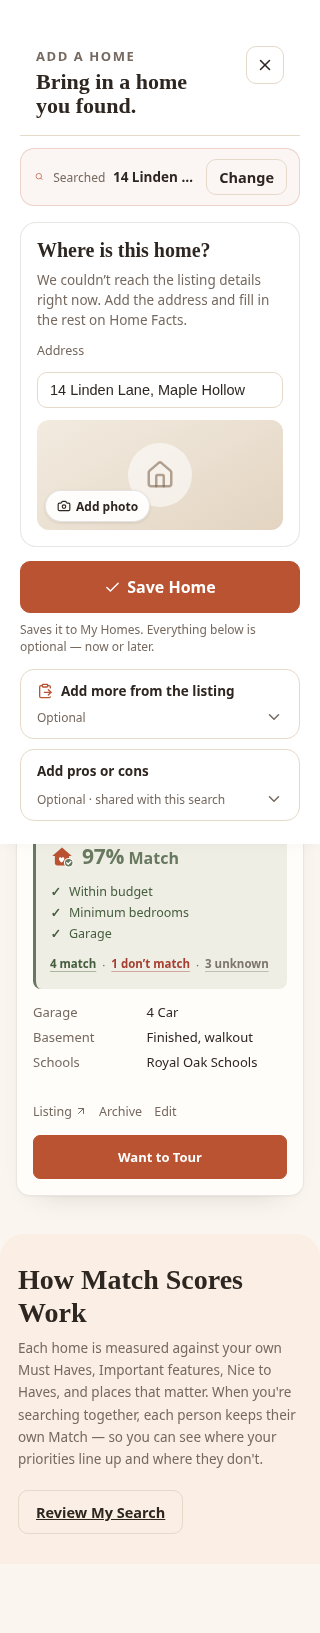 ADD A HOME
Bring in a home
you found.
Searched 14 Linden ... Change
Where is this home?
We couldn’t reach the listing details
right now. Add the address and fill in
the rest on Home Facts.
Address
14 Linden Lane, Maple Hollow
Add photo
Save Home
Saves it to My Homes. Everything below is
optional — now or later.
Add more from the listing
Optional
Add pros or cons
Optional · shared with this search
97% Match
✓ Within budget
✓ Minimum bedrooms
✓ Garage
4 match · 1 don’t match · 3 unknown
Garage 4 Car
Basement Finished, walkout
Schools Royal Oak Schools
Listing ↗ Archive Edit
Want to Tour
How Match Scores
Work
Each home is measured against your own
Must Haves, Important features, Nice to
Haves, and places that matter. When you're
searching together, each person keeps their
own Match — so you can see where your
priorities line up and where they don't.
Review My Search